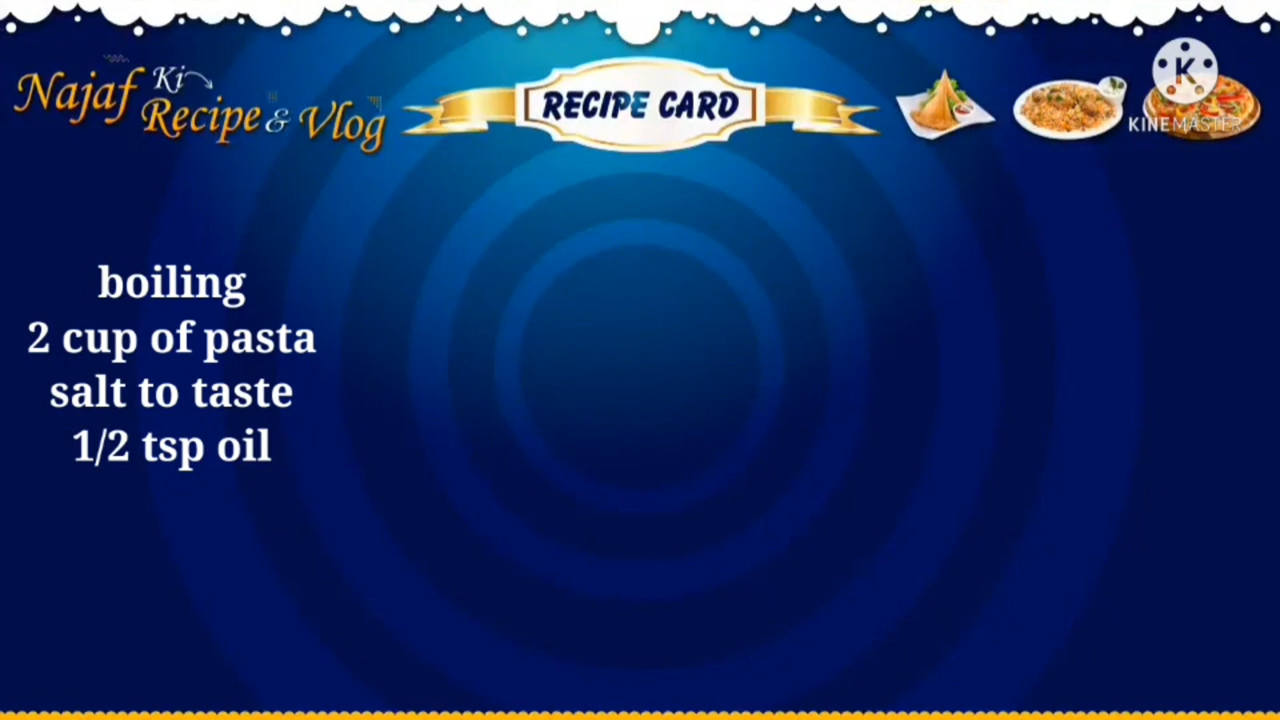 Najaf Ki
Recipe & Vlog
RECIPE CARD
K
KINEMASTER
boiling
2 cup of pasta
salt to taste
1/2 tsp oil